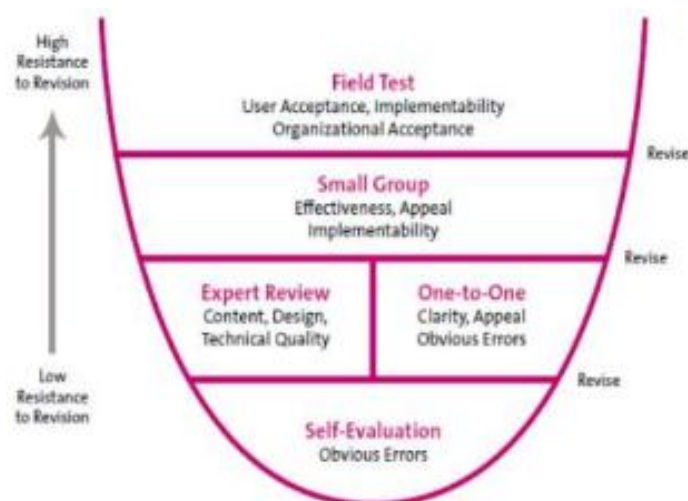 High
Resistance
to Revision
Field Test
User Acceptance, Implementability
Organizational Acceptance
Revise
Small Group
Effectiveness, Appeal
Implementability
Revise
Expert Review
Content, Design,
Technical Quality
One-to-One
Clarity, Appeal
Obvious Errors
Low
Resistance
to Revision
Revise
Self-Evaluation
Obvious Errors